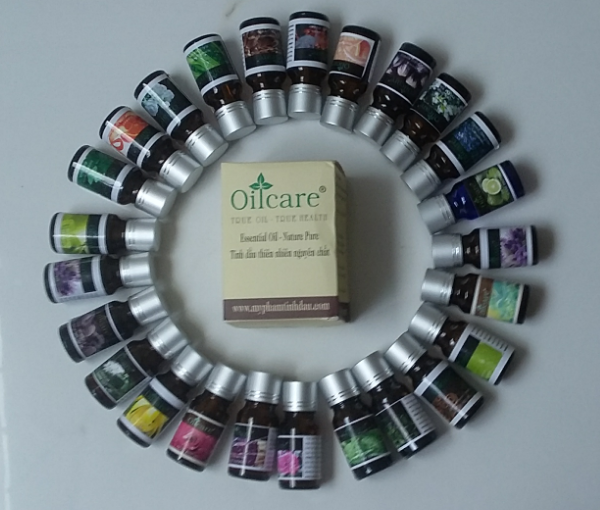 Oilcare®
TRUE OIL - TRUE HEALTH
Essential Oil - Nature Pure
Tinh dầu thiên nhiên nguyên chất
www.myphamtinhdau.com